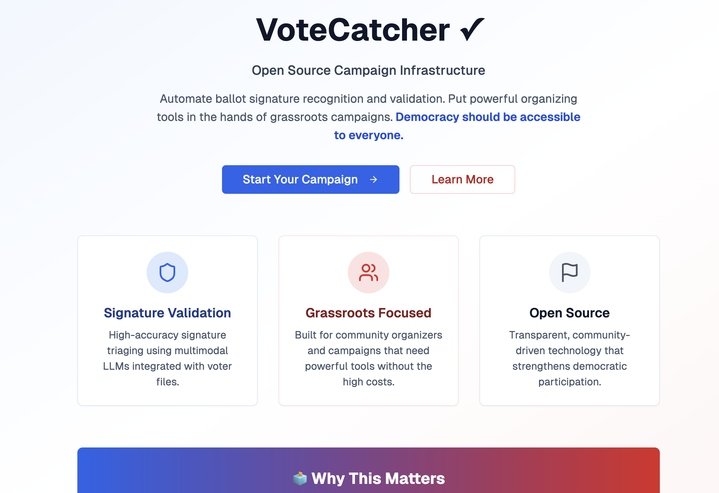 VoteCatcher ✓
Open Source Campaign Infrastructure
Automate ballot signature recognition and validation. Put powerful organizing
tools in the hands of grassroots campaigns. Democracy should be accessible
to everyone.
Start Your Campaign →
Learn More
Signature Validation
High-accuracy signature
triaging using multimodal
LLMs integrated with voter
files.
Grassroots Focused
Built for community organizers
and campaigns that need
powerful tools without the
high costs.
Open Source
Transparent, community-
driven technology that
strengthens democratic
participation.
🗳️ Why This Matters